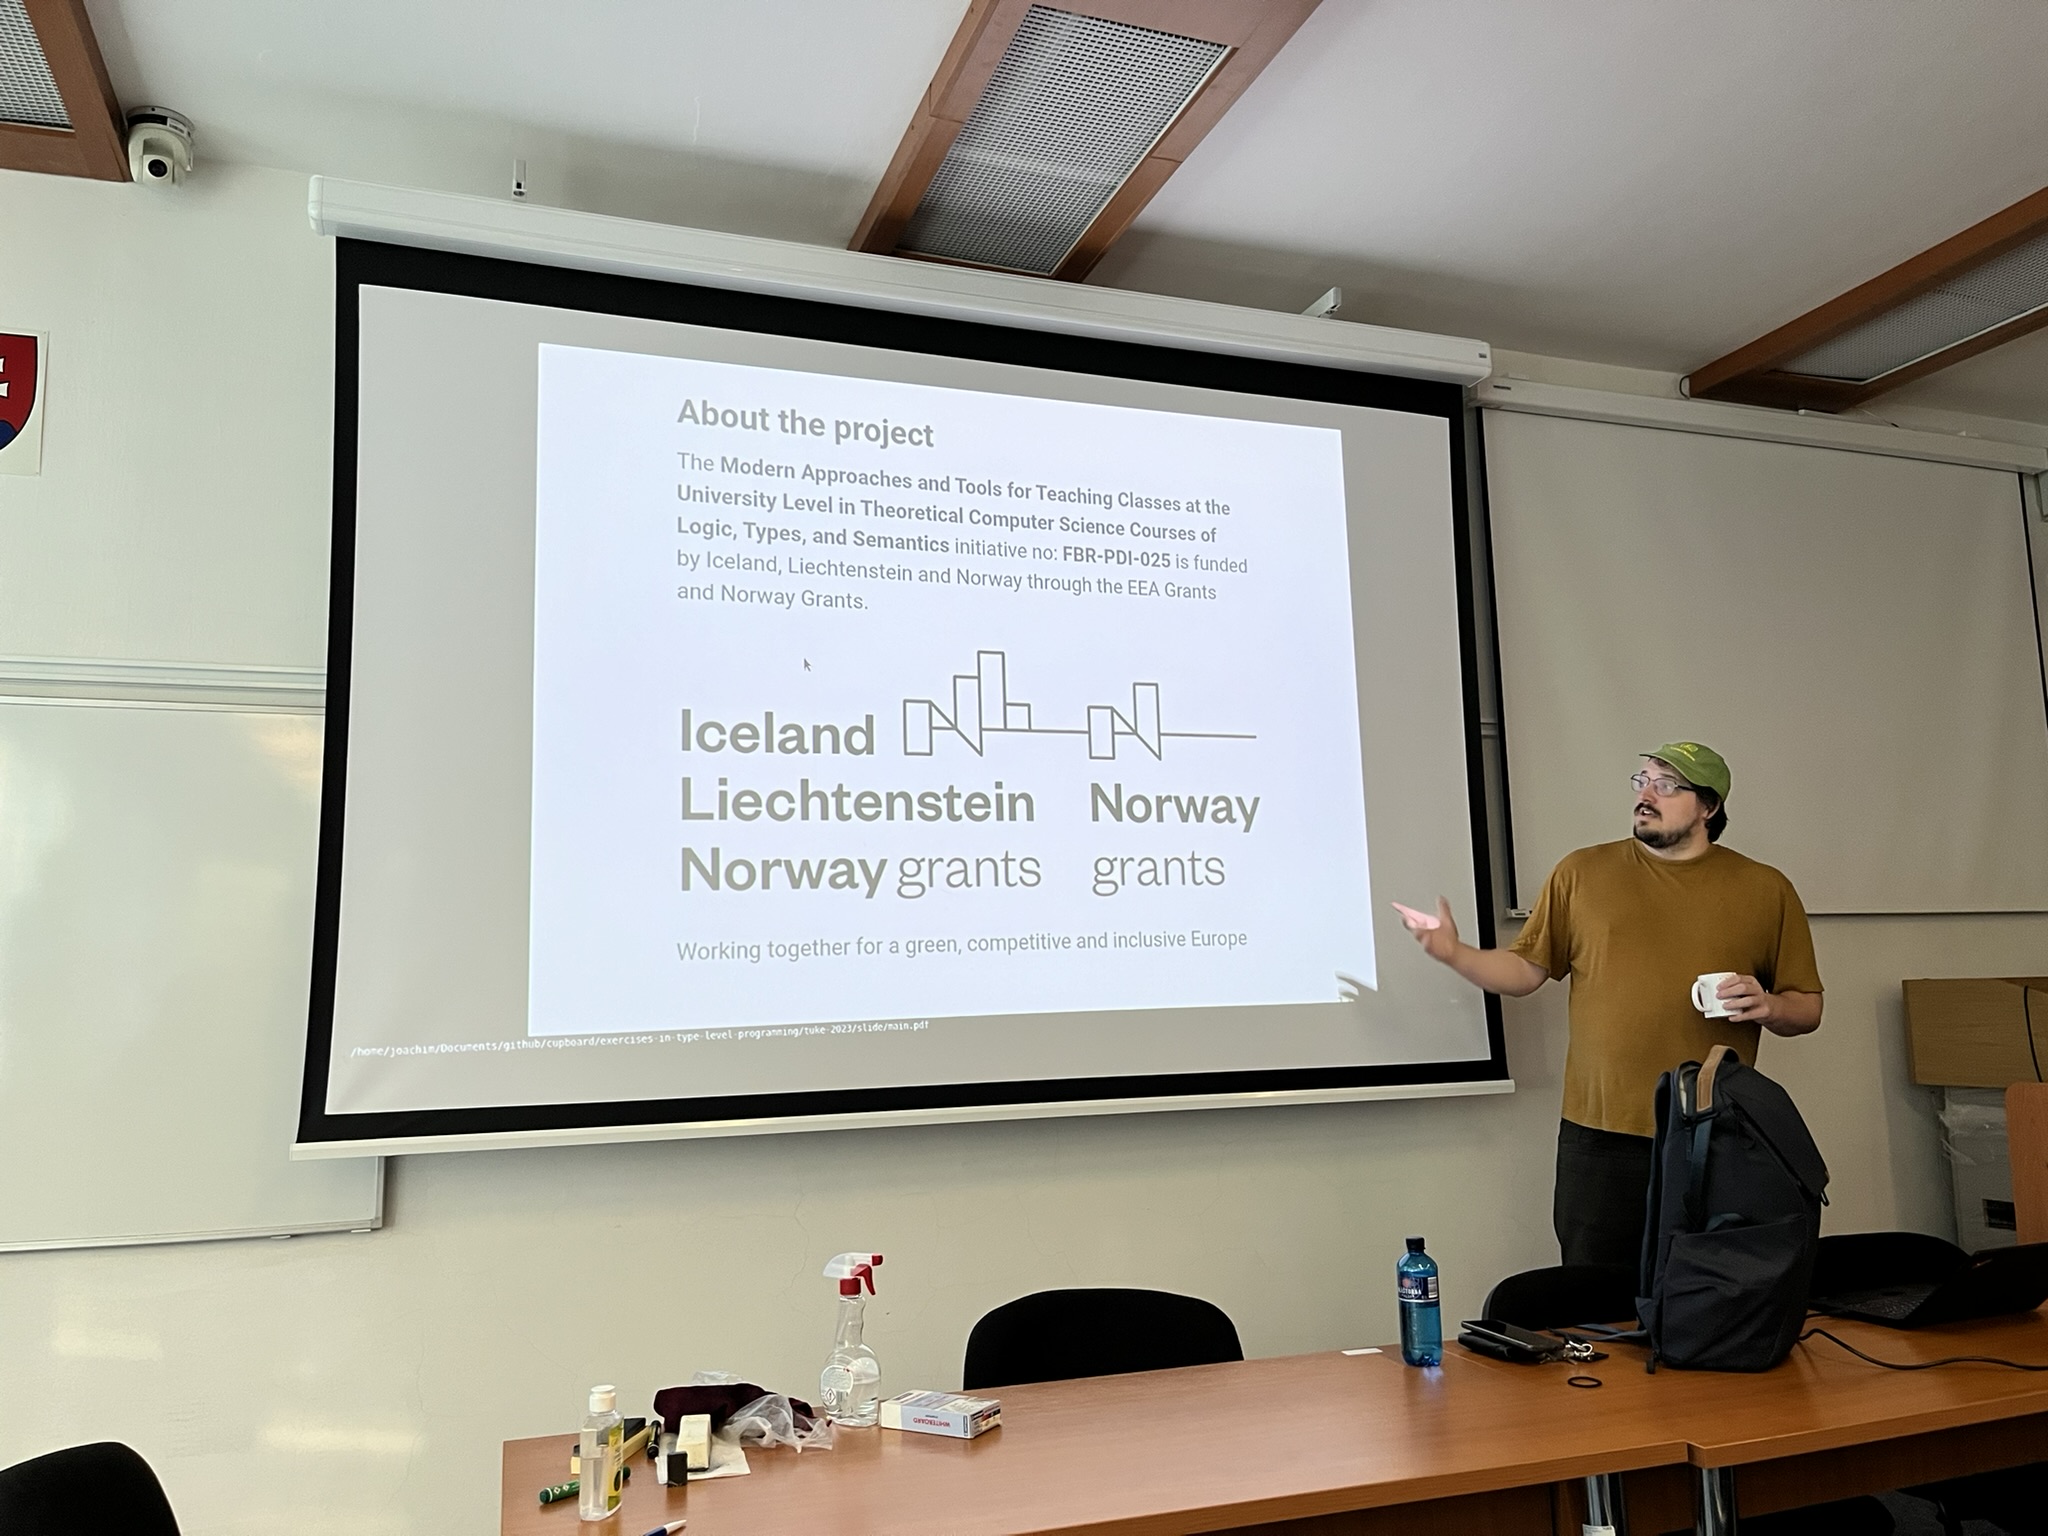 About the project
The Modern Approaches and Tools for Teaching Classes at the
University Level in Theoretical Computer Science Courses of
Logic, Types, and Semantics initiative no: FBR-PDI-025 is funded
by Iceland, Liechtenstein and Norway through the EEA Grants
and Norway Grants.
Iceland
Liechtenstein
Norway grants
Norway
grants
Working together for a green, competitive and inclusive Europe
/home/joachim/Documents/github/cupboard/exercises-in-type-level-programming/tuke-2023/slide/main.pdf
WHITEBOARD